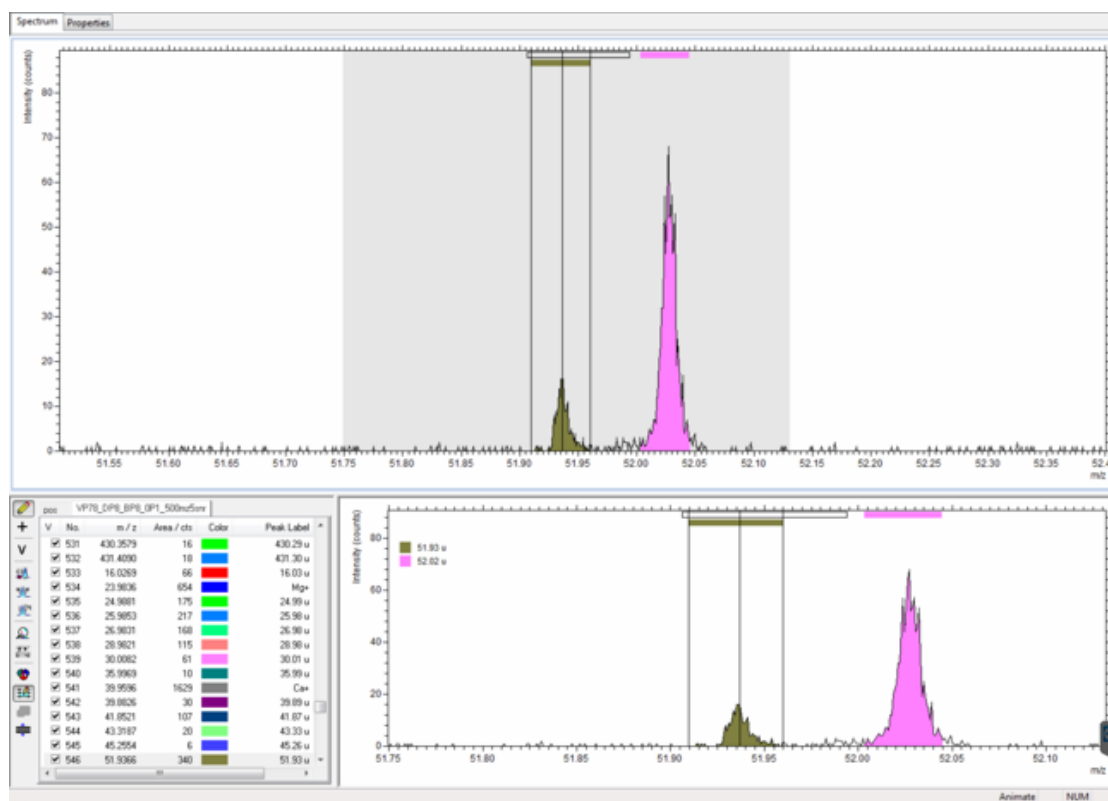 Spectrum Properties
Intensity (counts)
80
70
60
50
40
30
20
10
0
51.55 51.60 51.65 51.70 51.75 51.80 51.85 51.90 51.95 52.00 52.05 52.10 52.15 52.20 52.25 52.30 52.35 52.4
m/z
pos VP78_DIP8_BP8_0P1_500mz5snr
V No. m / z Area / cts Color Peak Label
531 430.3579 16 430.29 u
532 431.4090 18 431.30 u
533 16.0269 66 16.03 u
534 23.9836 654 Mg+
535 24.9881 175 24.99 u
536 25.9853 217 25.98 u
537 26.9831 168 26.98 u
538 28.9821 115 28.98 u
539 30.0082 61 30.01 u
540 35.9969 10 35.99 u
541 39.9596 1629 Ca+
542 39.8826 30 39.89 u
543 41.8521 107 41.87 u
544 43.3187 20 43.33 u
545 45.2554 6 45.26 u
546 51.9366 340 51.93 u
Intensity (counts)
80
60
40
20
0
51.93 u
52.02 u
51.75 51.80 51.85 51.90 51.95 52.00 52.05 52.10
m/z
Animate NUM